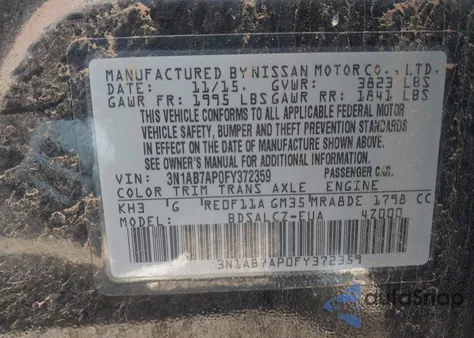 MANUFACTURED BY NISSAN MOTOR CO., LTD.
DATE: 11/15. GVWR: 3823 LBS
GAWR FR: 1995 LBS GAWR RR: 1841 LBS
THIS VEHICLE CONFORMS TO ALL APPLICABLE FEDERAL MOTOR
VEHICLE SAFETY, BUMPER AND THEFT PREVENTION STANDARDS
IN EFFECT ON THE DATE OF MANUFACTURE SHOWN ABOVE.
SEE OWNER'S MANUAL FOR ADDITIONAL INFORMATION.
VIN: 3N1AB7AP0FY372359 PASSENGER CAR.
COLOR TRIM TRANS AXLE ENGINE
KH3 G RE0F11A GM35 MRA8DE 1798 CC
MODEL: BDSALCZ-EUA 4Z000
3N1AB7AP0FY372359
autosnap